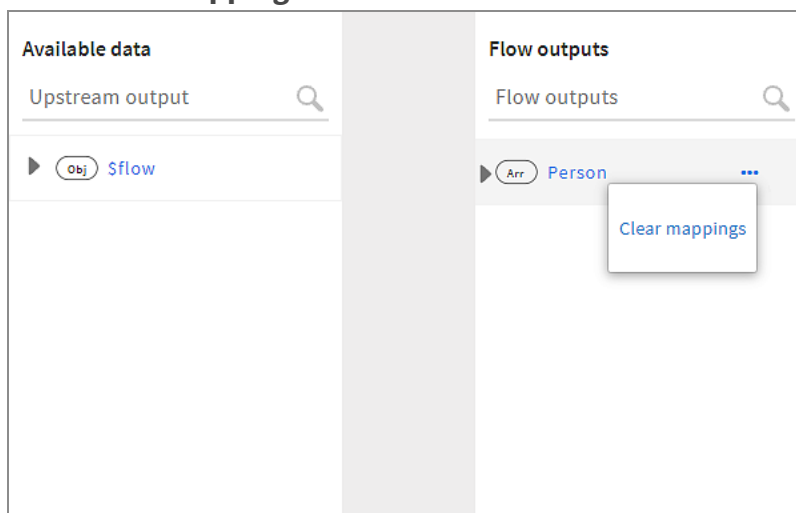 Available data
Upstream output
Obj $flow
Flow outputs
Flow outputs
Arr Person ...
Clear mappings